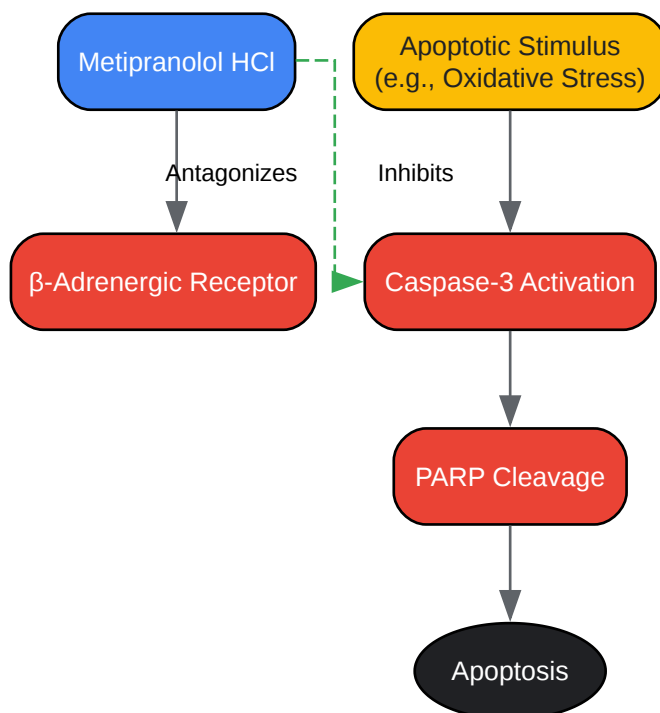 Metipranolol HCl
Apoptotic Stimulus
(e.g., Oxidative Stress)
Antagonizes
Inhibits
β-Adrenergic Receptor
Caspase-3 Activation
PARP Cleavage
Apoptosis